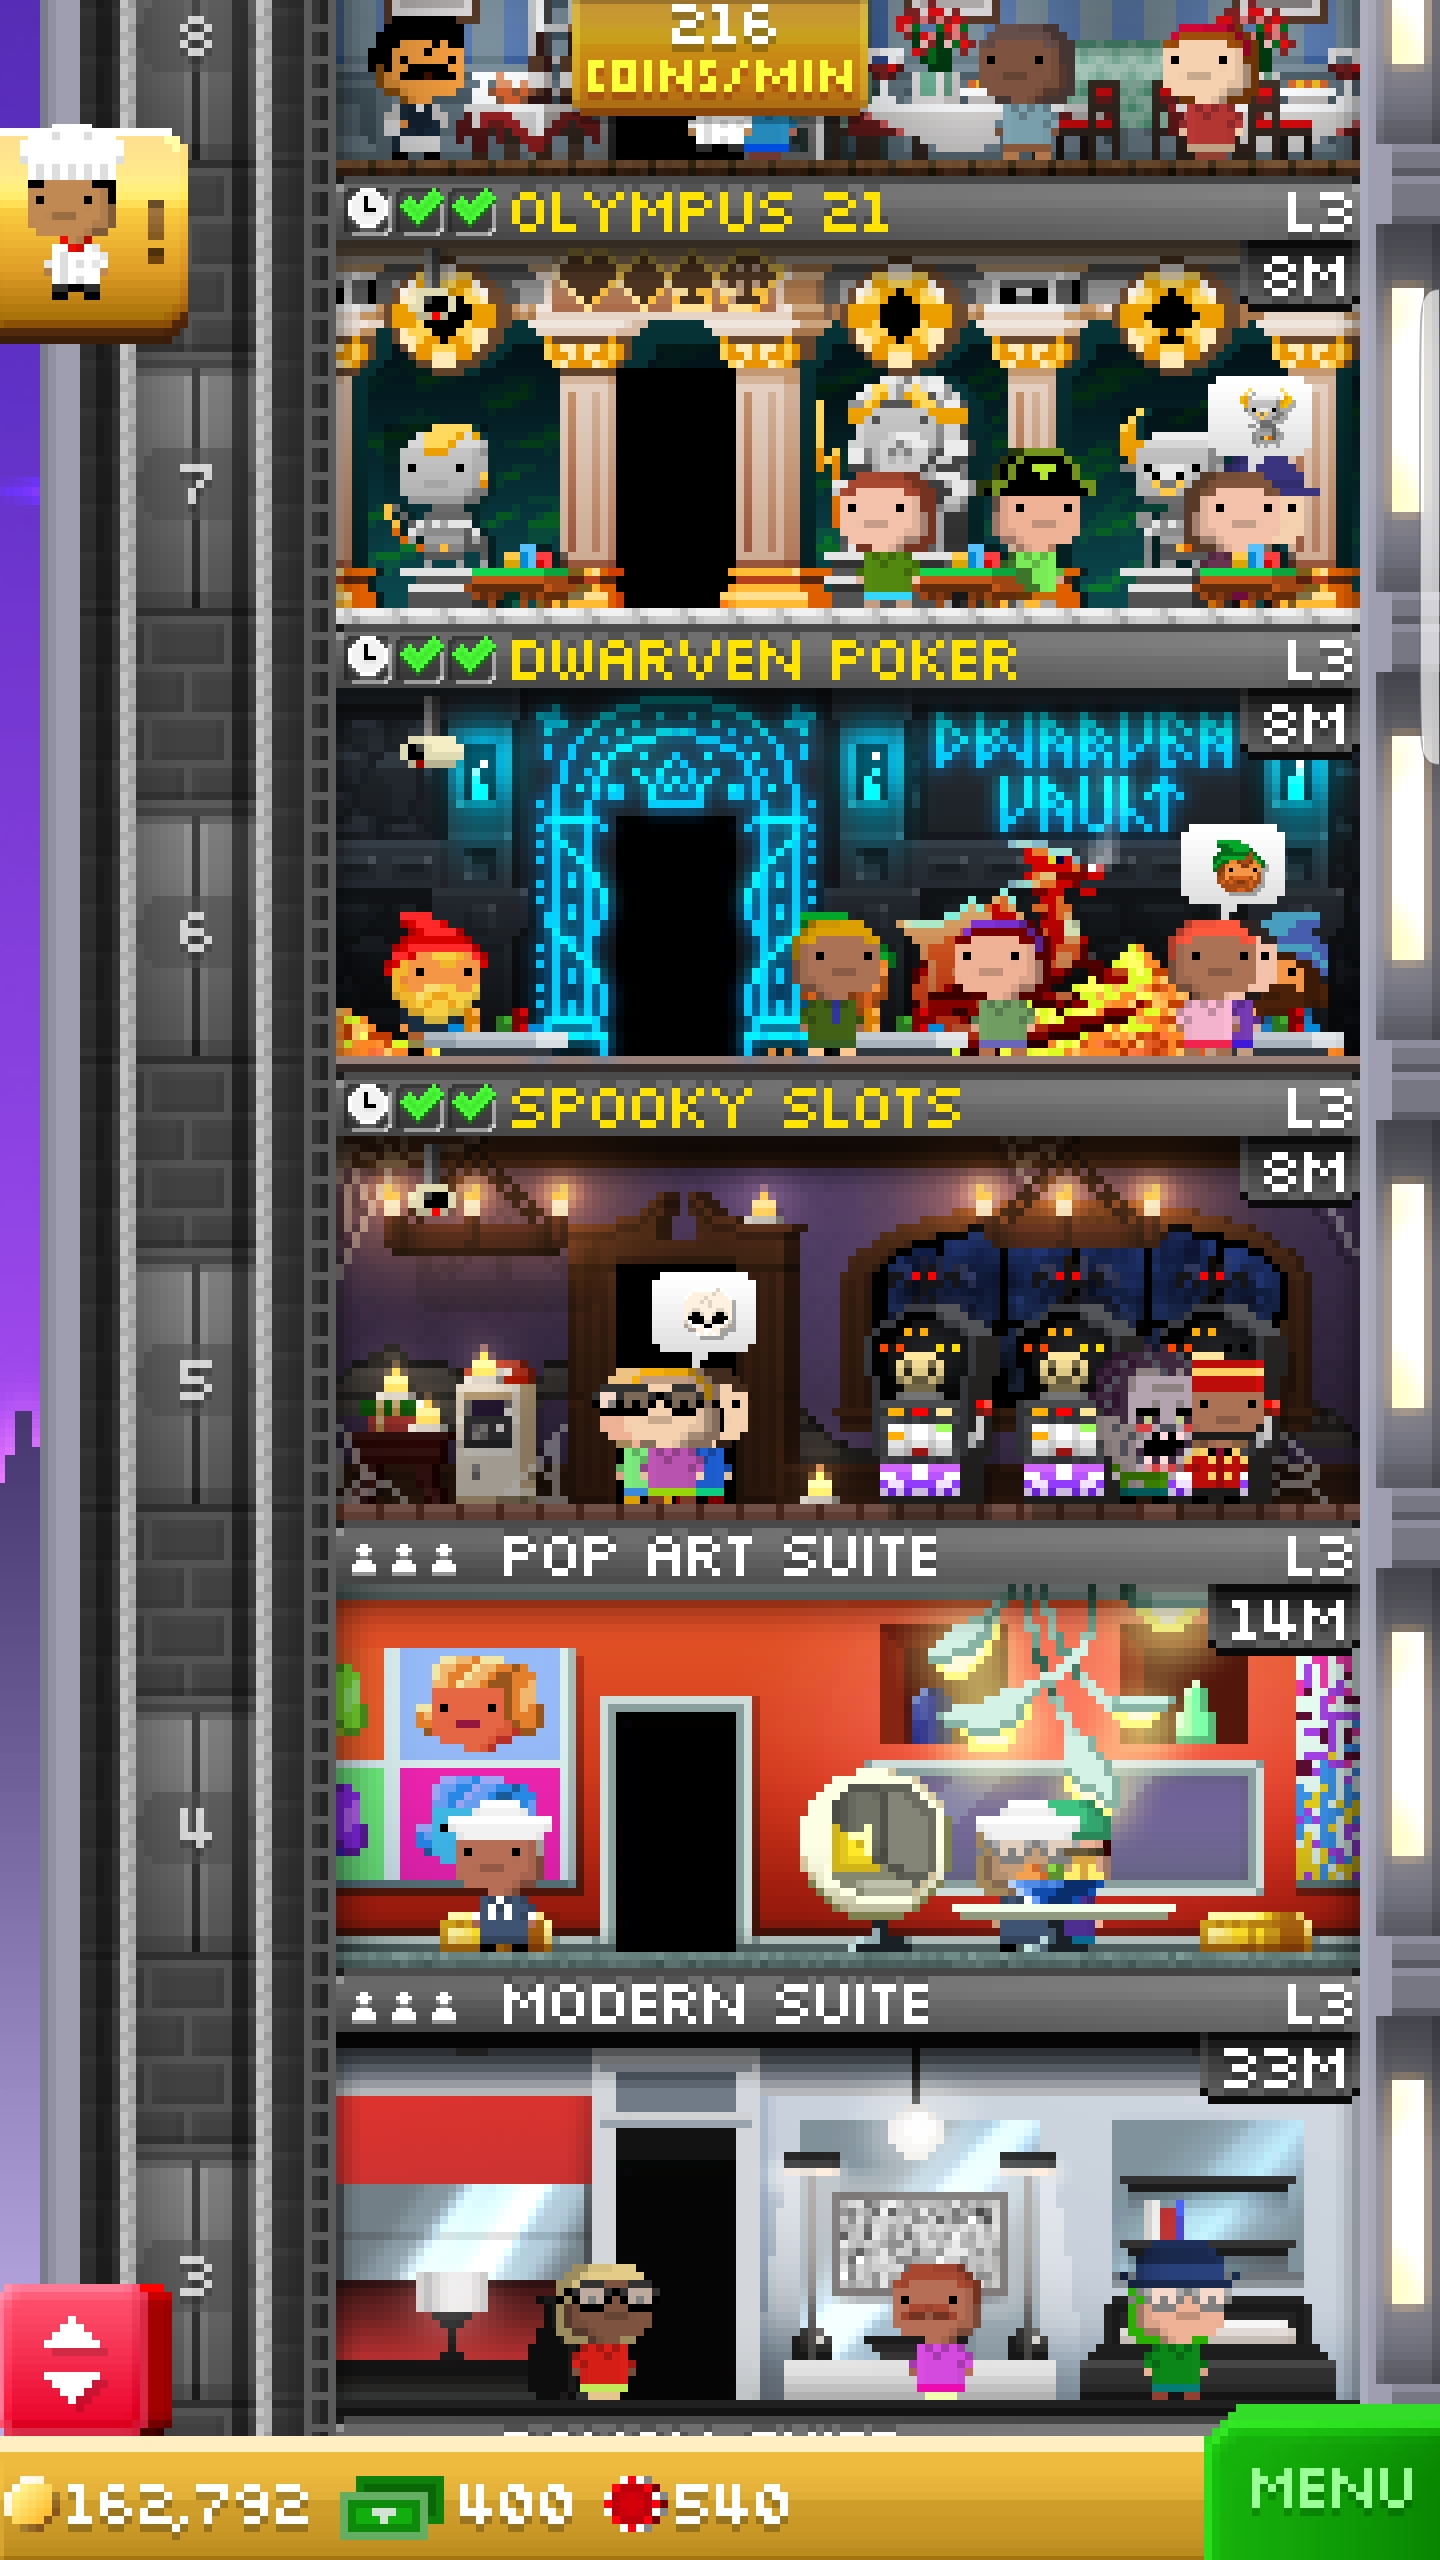 8
216
COINS/MIN
OLYMPUS 21 L3
8M
7
DWARVEN POKER L3
8M
DWARVEN
VAULT
6
SPOOKY SLOTS L3
8M
5
POP ART SUITE L3
14M
4
MODERN SUITE L3
33M
3
162,792 400 540
MENU